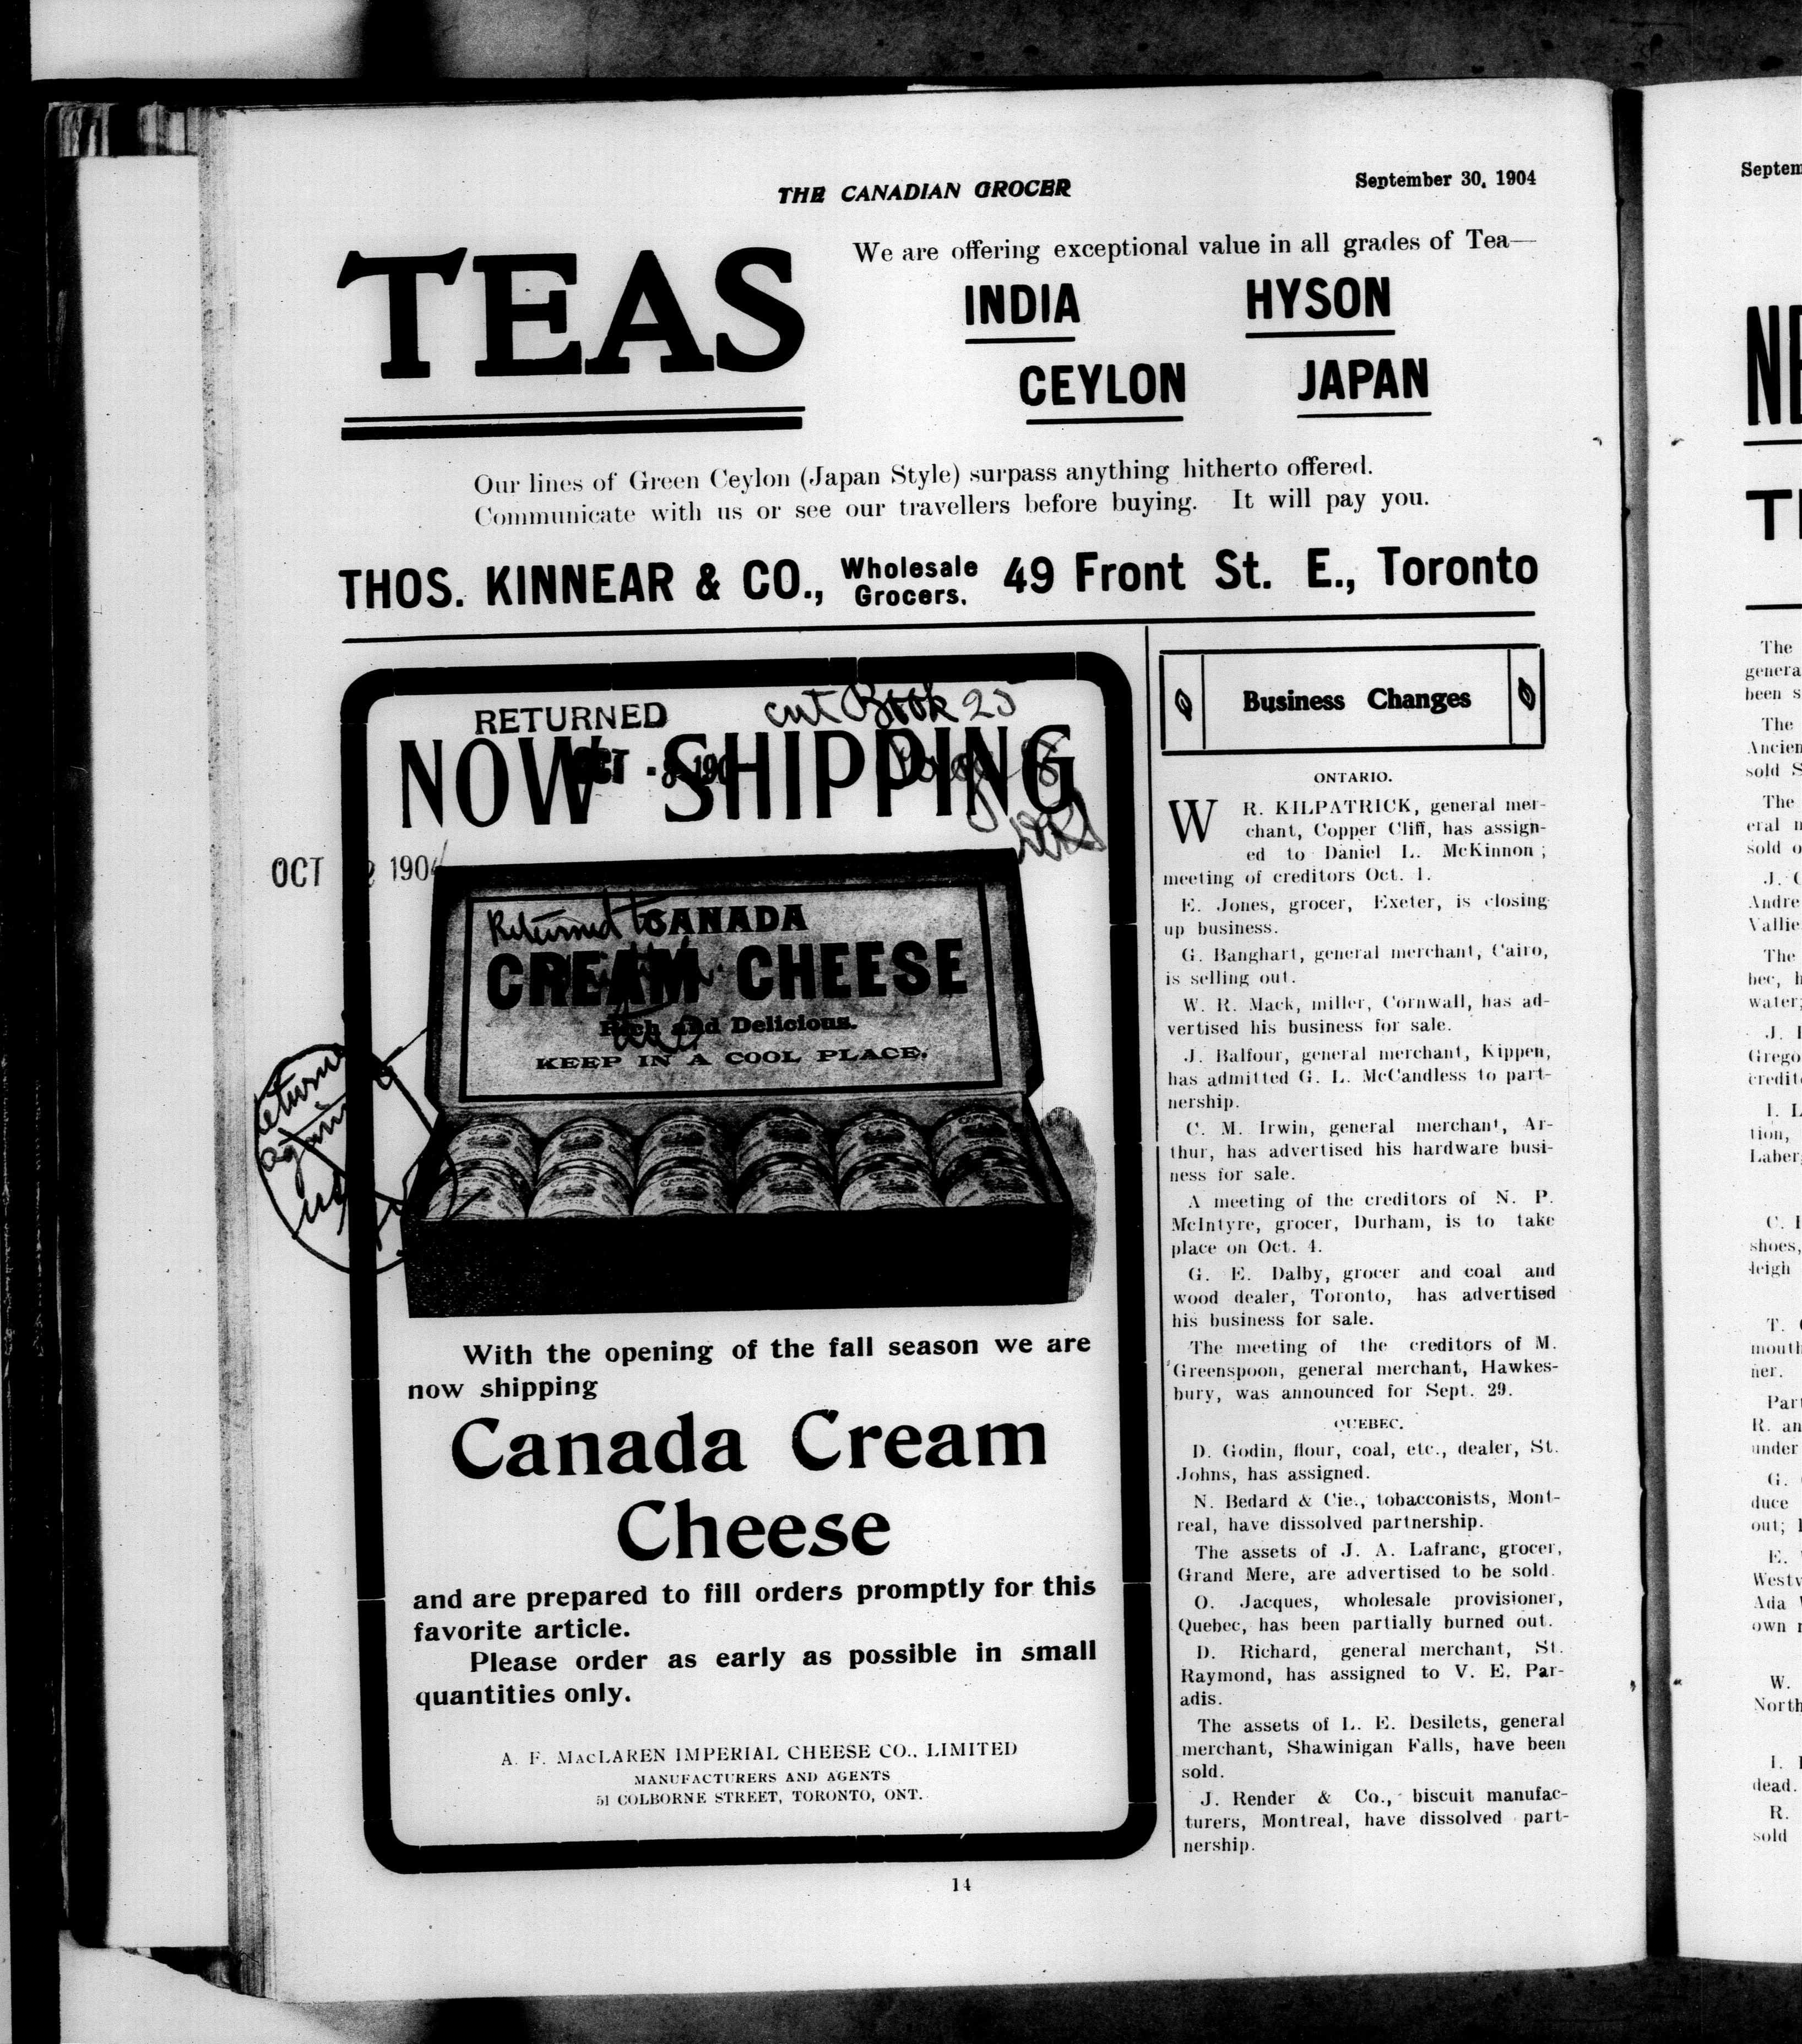 THE CANADIAN GROCER
September 30, 1904
TEAS
We are offering exceptional value in all grades of Tea—
INDIA HYSON
CEYLON JAPAN
Our lines of Green Ceylon (Japan Style) surpass anything hitherto offered.
Communicate with us or see our travellers before buying. It will pay you.
THOS. KINNEAR & CO., Wholesale Grocers. 49 Front St. E., Toronto
RETURNED
cut Book 20
NOW SHIPPING
OCT 2 1904
Returned to
CANADA
CREAM CHEESE
Rich and Delicious.
KEEP IN A COOL PLACE.
With the opening of the fall season we are
now shipping
Canada Cream
Cheese
and are prepared to fill orders promptly for this
favorite article.
Please order as early as possible in small
quantities only.
A. F. MacLAREN IMPERIAL CHEESE CO., LIMITED
MANUFACTURERS AND AGENTS
51 COLBORNE STREET, TORONTO, ONT.
Business Changes
ONTARIO.
W R. KILPATRICK, general mer-
chant, Copper Cliff, has assign-
ed to Daniel L. McKinnon;
meeting of creditors Oct. 1.
E. Jones, grocer, Exeter, is closing
up business.
G. Banghart, general merchant, Cairo,
is selling out.
W. R. Mack, miller, Cornwall, has ad-
vertised his business for sale.
J. Balfour, general merchant, Kippen,
has admitted G. L. McCandless to part-
nership.
C. M. Irwin, general merchant, Ar-
thur, has advertised his hardware busi-
ness for sale.
A meeting of the creditors of N. P.
McIntyre, grocer, Durham, is to take
place on Oct. 4.
G. E. Dalby, grocer and coal and
wood dealer, Toronto, has advertised
his business for sale.
The meeting of the creditors of M.
Greenspoon, general merchant, Hawkes-
bury, was announced for Sept. 29.
QUEBEC.
D. Godin, flour, coal, etc., dealer, St.
Johns, has assigned.
N. Bedard & Cie., tobacconists, Mont-
real, have dissolved partnership.
The assets of J. A. Lafranc, grocer,
Grand Mere, are advertised to be sold.
O. Jacques, wholesale provisioner,
Quebec, has been partially burned out.
D. Richard, general merchant, St.
Raymond, has assigned to V. E. Par-
adis.
The assets of L. E. Desilets, general
merchant, Shawinigan Falls, have been
sold.
J. Render & Co., biscuit manufac-
turers, Montreal, have dissolved part-
nership.
14